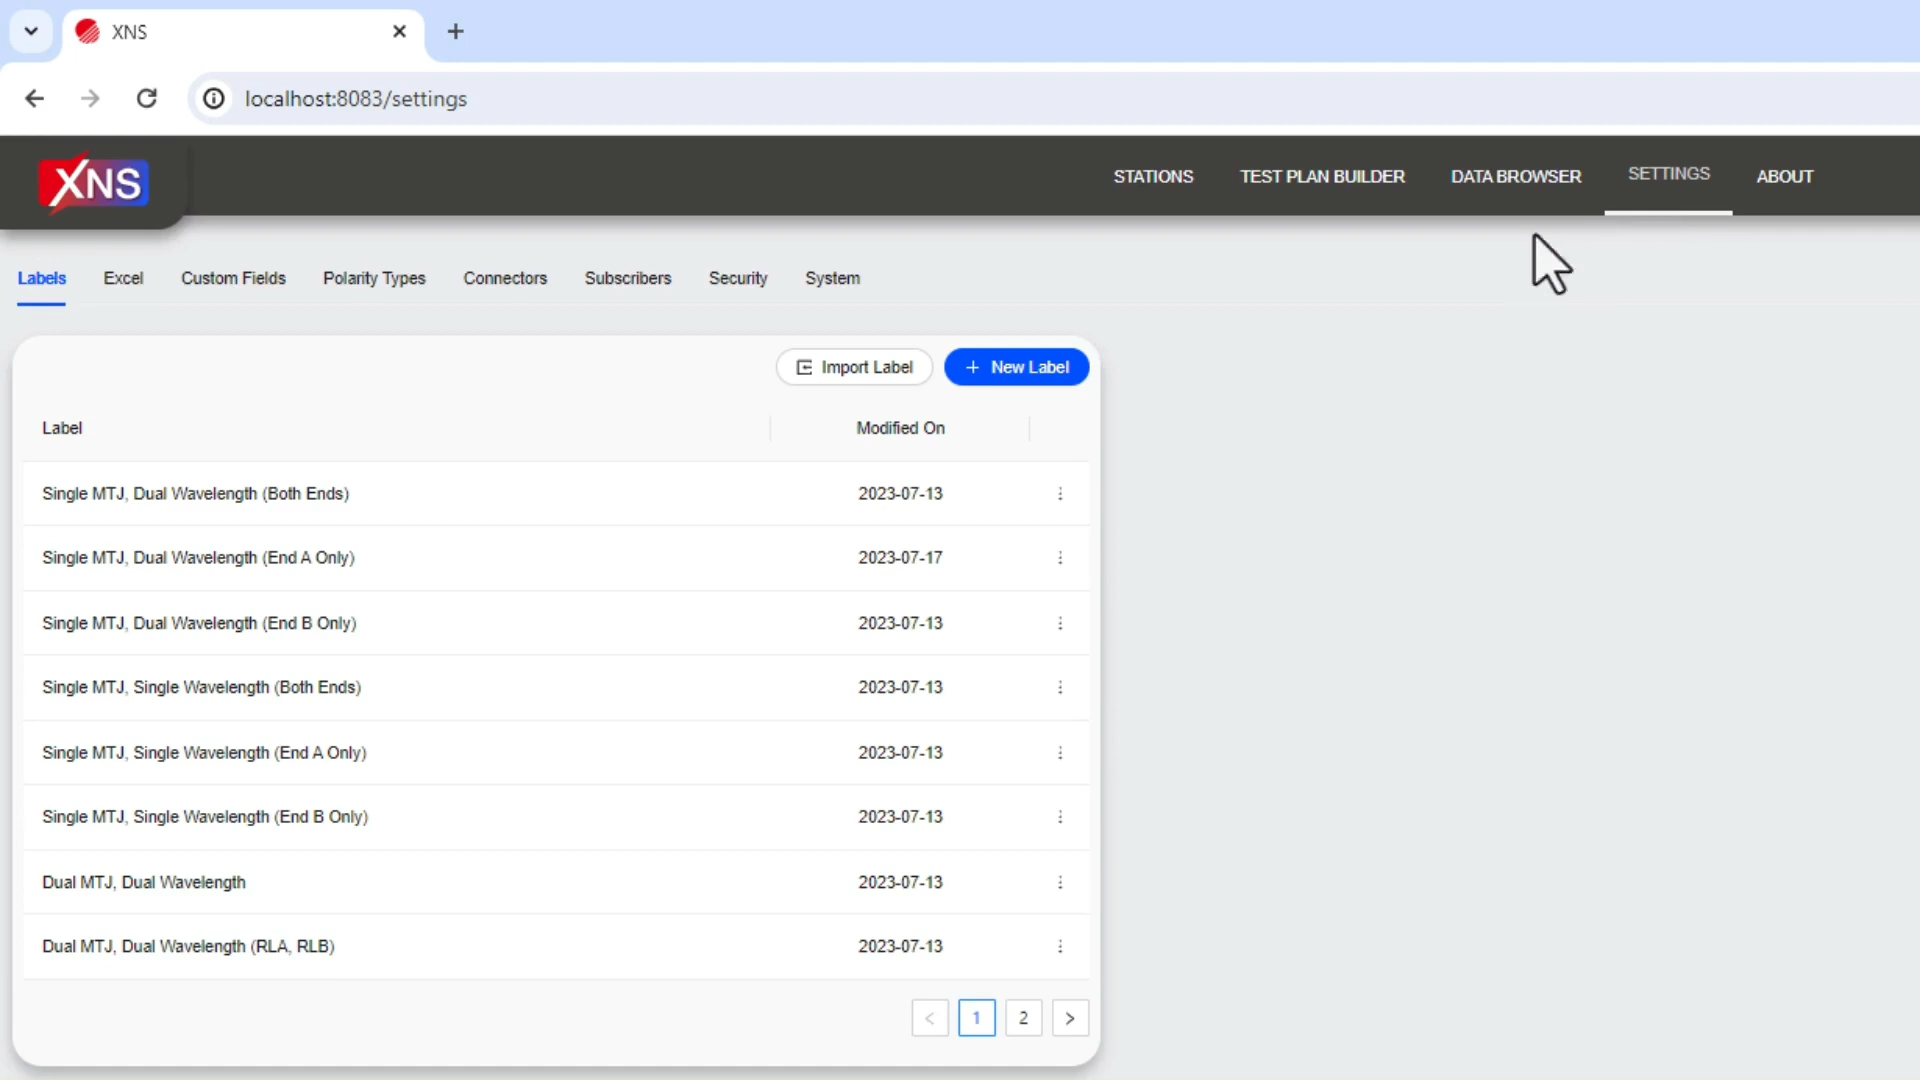 XNS
localhost:8083/settings
XNS
STATIONS TEST PLAN BUILDER DATA BROWSER SETTINGS ABOUT
Labels Excel Custom Fields Polarity Types Connectors Subscribers Security System
Import Label + New Label
Label Modified On
Single MTJ, Dual Wavelength (Both Ends) 2023-07-13
Single MTJ, Dual Wavelength (End A Only) 2023-07-17
Single MTJ, Dual Wavelength (End B Only) 2023-07-13
Single MTJ, Single Wavelength (Both Ends) 2023-07-13
Single MTJ, Single Wavelength (End A Only) 2023-07-13
Single MTJ, Single Wavelength (End B Only) 2023-07-13
Dual MTJ, Dual Wavelength 2023-07-13
Dual MTJ, Dual Wavelength (RLA, RLB) 2023-07-13
< 1 2 >